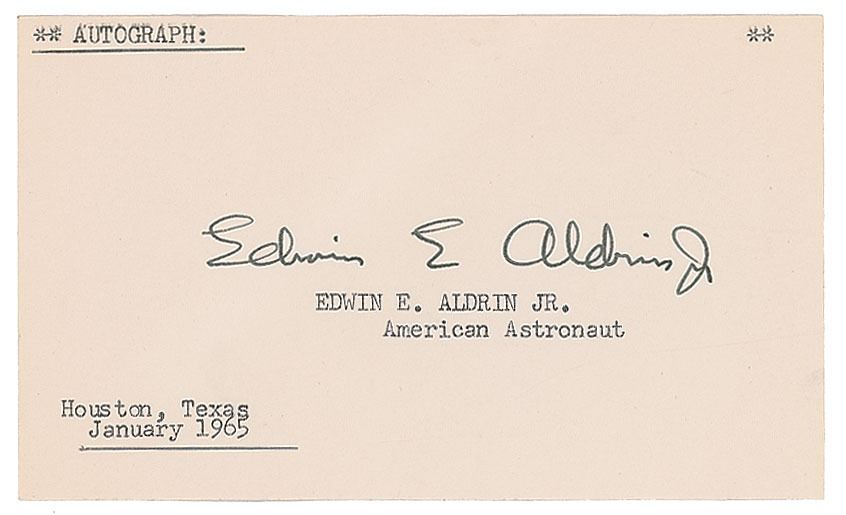 ** AUTOGRAPH: **
Edwin E Aldrin Jr
EDWIN E. ALDRIN JR.
American Astronaut
Houston, Texas
January 1965